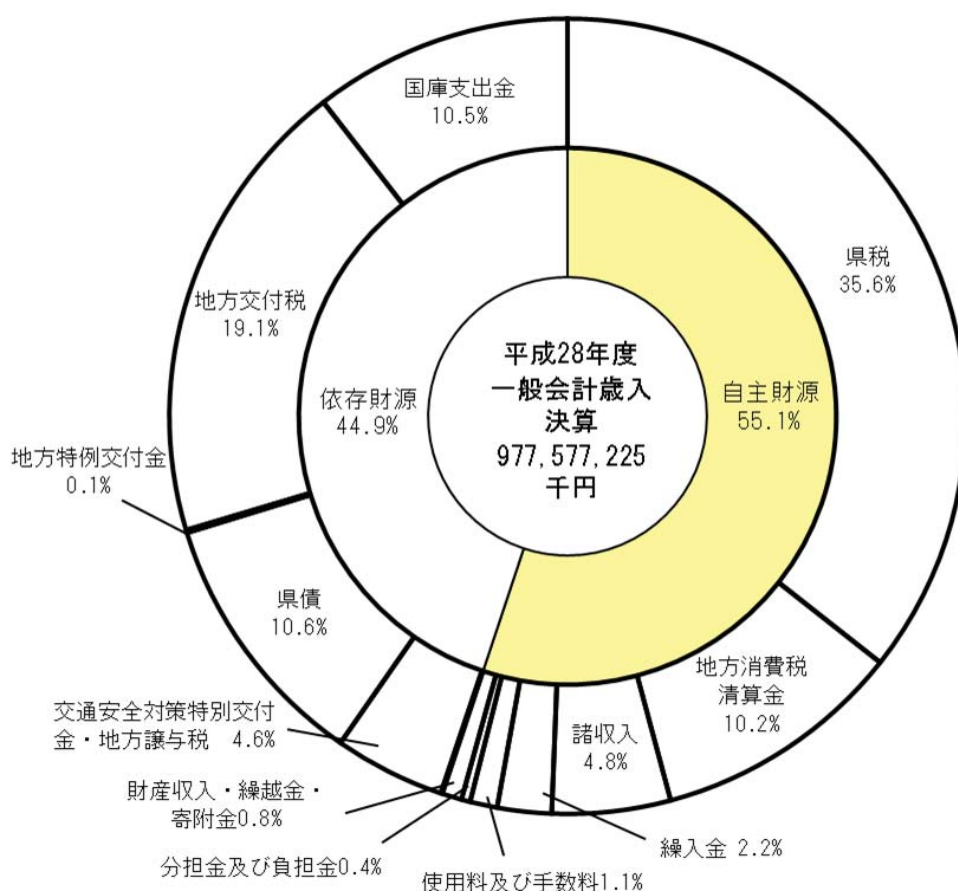 国庫支出金
10.5%
県税
35.6%
地方交付税
19.1%
平成28年度
一般会計歳入
決算
977,577,225
千円
依存財源
44.9%
自主財源
55.1%
地方特例交付金
0.1%
県債
10.6%
地方消費税
清算金
10.2%
交通安全対策特別交付
金・地方譲与税 4.6%
諸収入
4.8%
財産収入・繰越金・
寄附金0.8%
繰入金 2.2%
分担金及び負担金0.4%
使用料及び手数料1.1%